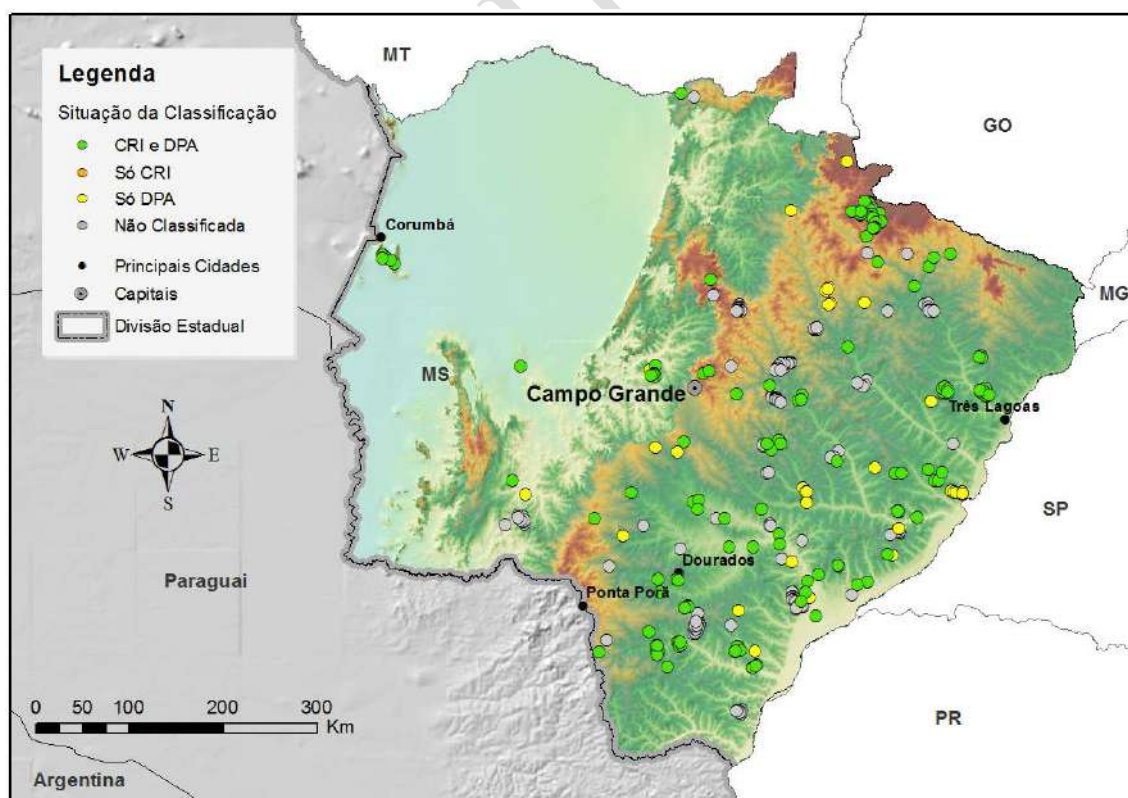 Legenda
Situação da Classificação
CRI e DPA
Só CRI
Só DPA
Não Classificada
Principais Cidades
Capitais
Divisão Estadual
MT
GO
MG
Corumbá
MS
Campo Grande
Três Lagoas
SP
N
W
E
S
Dourados
Ponta Porã
Paraguai
PR
0 50 100 200 300
Km
Argentina